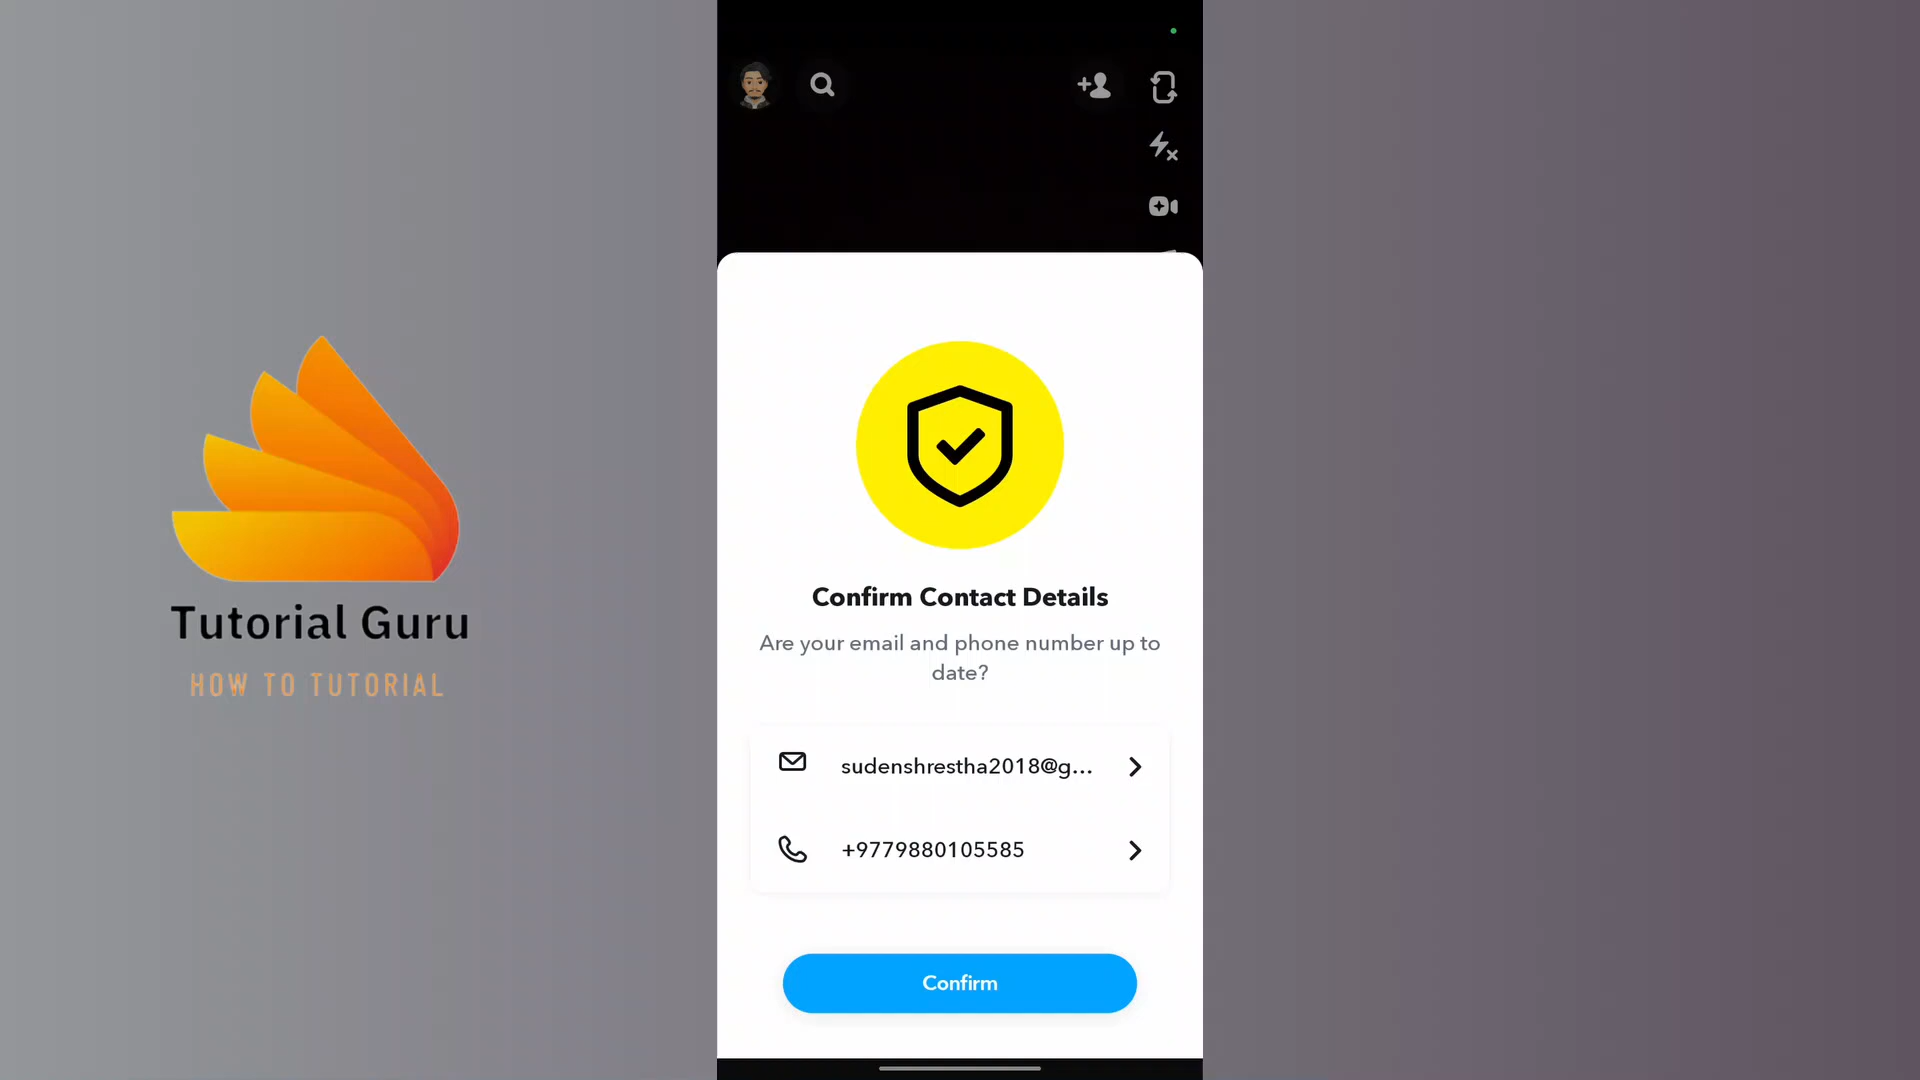 Tutorial Guru
HOW TO TUTORIAL
Confirm Contact Details
Are your email and phone number up to
date?
sudenshrestha2018@g...
+9779880105585
Confirm